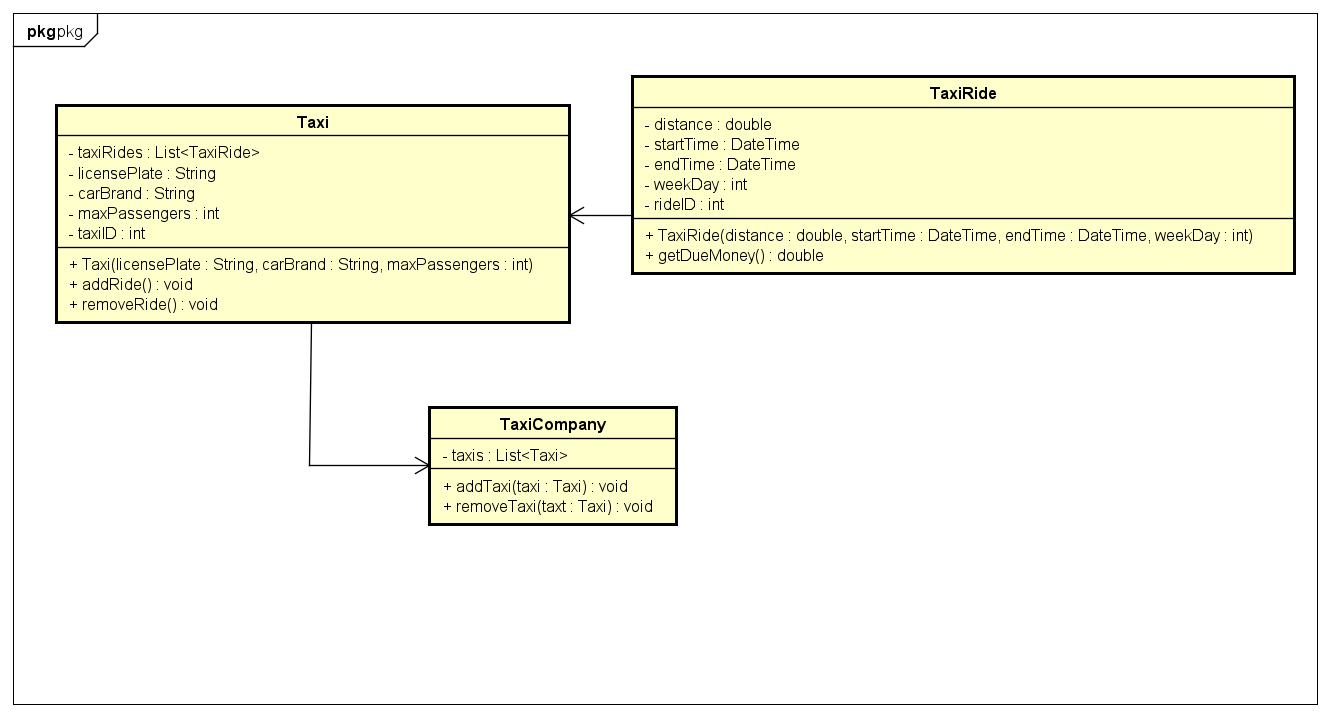 pkgpkg
Taxi
- taxiRides : List<TaxiRide>
- licensePlate : String
- carBrand : String
- maxPassengers : int
- taxiID : int
+ Taxi(licensePlate : String, carBrand : String, maxPassengers : int)
+ addRide() : void
+ removeRide() : void
TaxiRide
- distance : double
- startTime : DateTime
- endTime : DateTime
- weekDay : int
- rideID : int
+ TaxiRide(distance : double, startTime : DateTime, endTime : DateTime, weekDay : int)
+ getDueMoney() : double
TaxiCompany
- taxis : List<Taxi>
+ addTaxi(taxi : Taxi) : void
+ removeTaxi(taxt : Taxi) : void